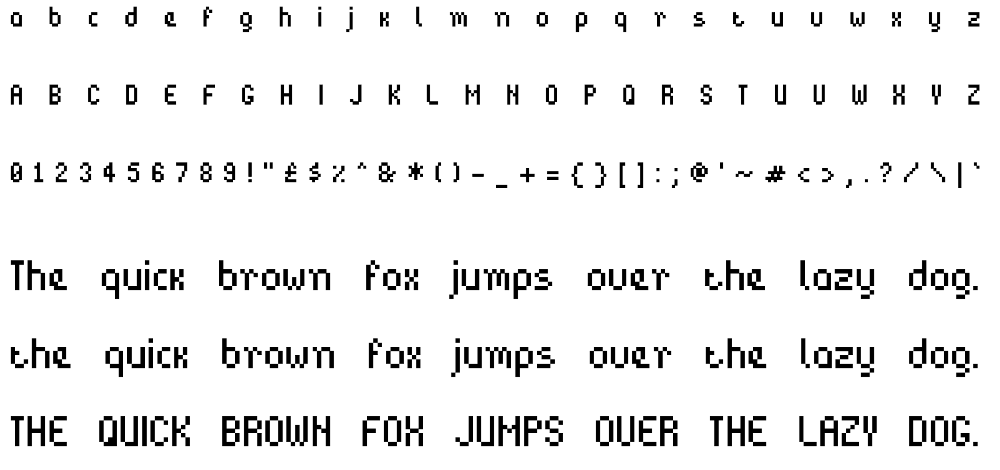 a b c d e f g h i j k l m n o p q r s t u v w x y z
A B C D E F G H I J K L M N O P Q R S T U V W X Y Z
0 1 2 3 4 5 6 7 8 9 ! " £ $ % ^ & * ( ) - _ + = { } [ ] : ; @ ' ~ # < > , . ? / \ | `
The quick brown fox jumps over the lazy dog.
the quick brown fox jumps over the lazy dog.
THE QUICK BROWN FOX JUMPS OVER THE LAZY DOG.